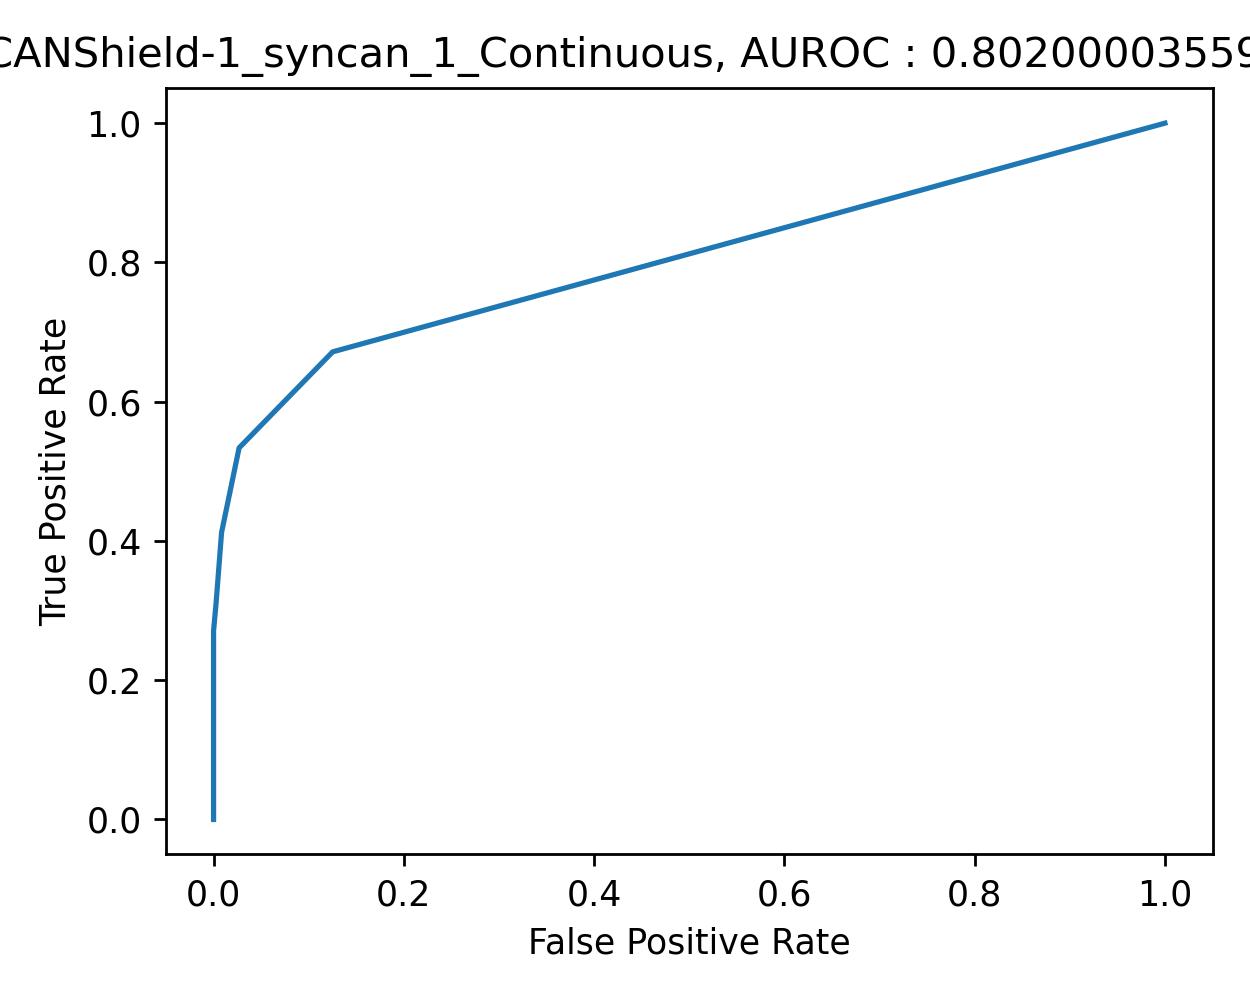 CANShield-1_syncan_1_Continuous, AUROC : 0.80200003559
1.0
0.8
0.6
0.4
0.2
0.0
True Positive Rate
0.0 0.2 0.4 0.6 0.8 1.0
False Positive Rate